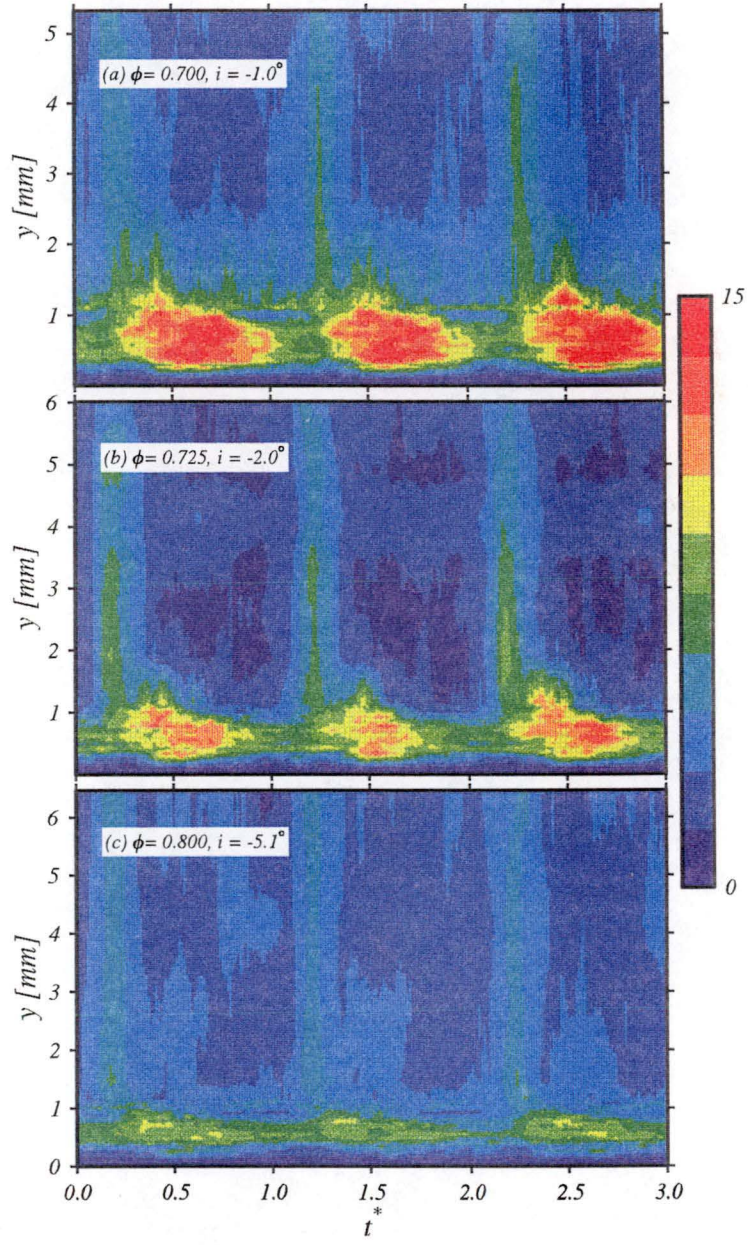 5
4
3
2
1
y [mm]
(a) ϕ= 0.700, i = -1.0°
6
5
4
3
2
1
y [mm]
(b) ϕ= 0.725, i = -2.0°
6
5
4
3
2
1
0
y [mm]
(c) ϕ= 0.800, i = -5.1°
0.0 0.5 1.0 1.5 2.0 2.5 3.0
t*
15
0